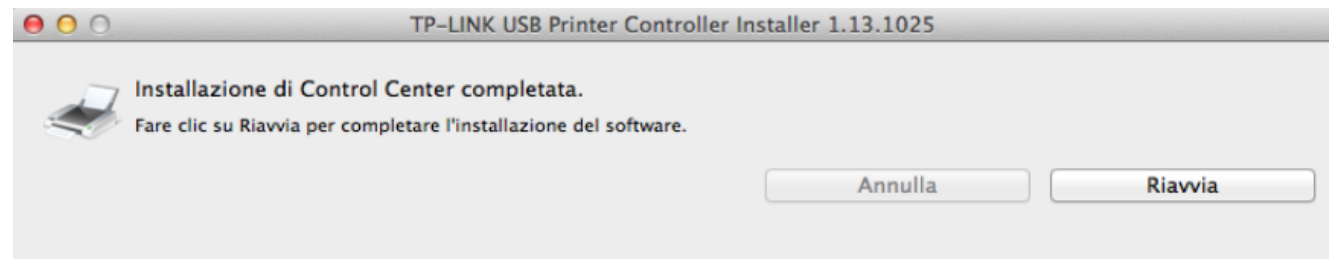 TP-LINK USB Printer Controller Installer 1.13.1025
Installazione di Control Center completata.
Fare clic su Riavvia per completare l'installazione del software.
Annulla Riavvia